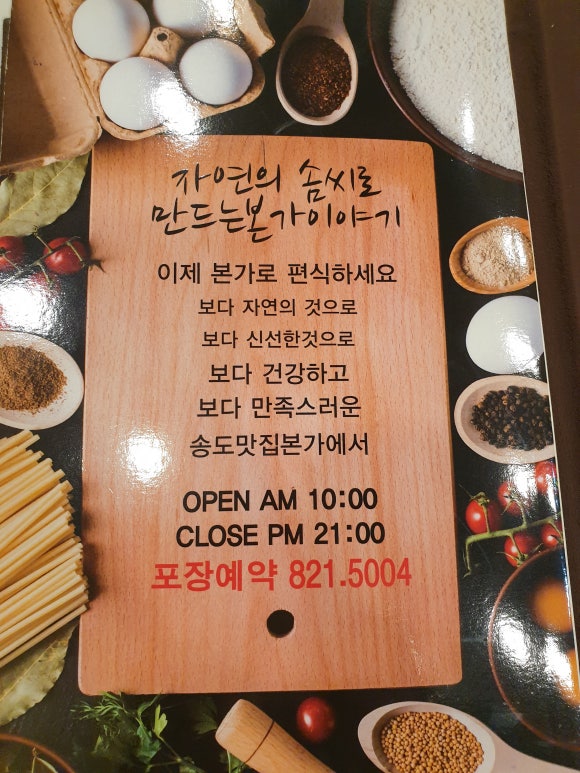 자연의 솜씨로
만드는본가이야기
이제 본가로 편식하세요
보다 자연의 것으로
보다 신선한것으로
보다 건강하고
보다 만족스러운
송도맛집본가에서
OPEN AM 10:00
CLOSE PM 21:00
포장예약 821.5004